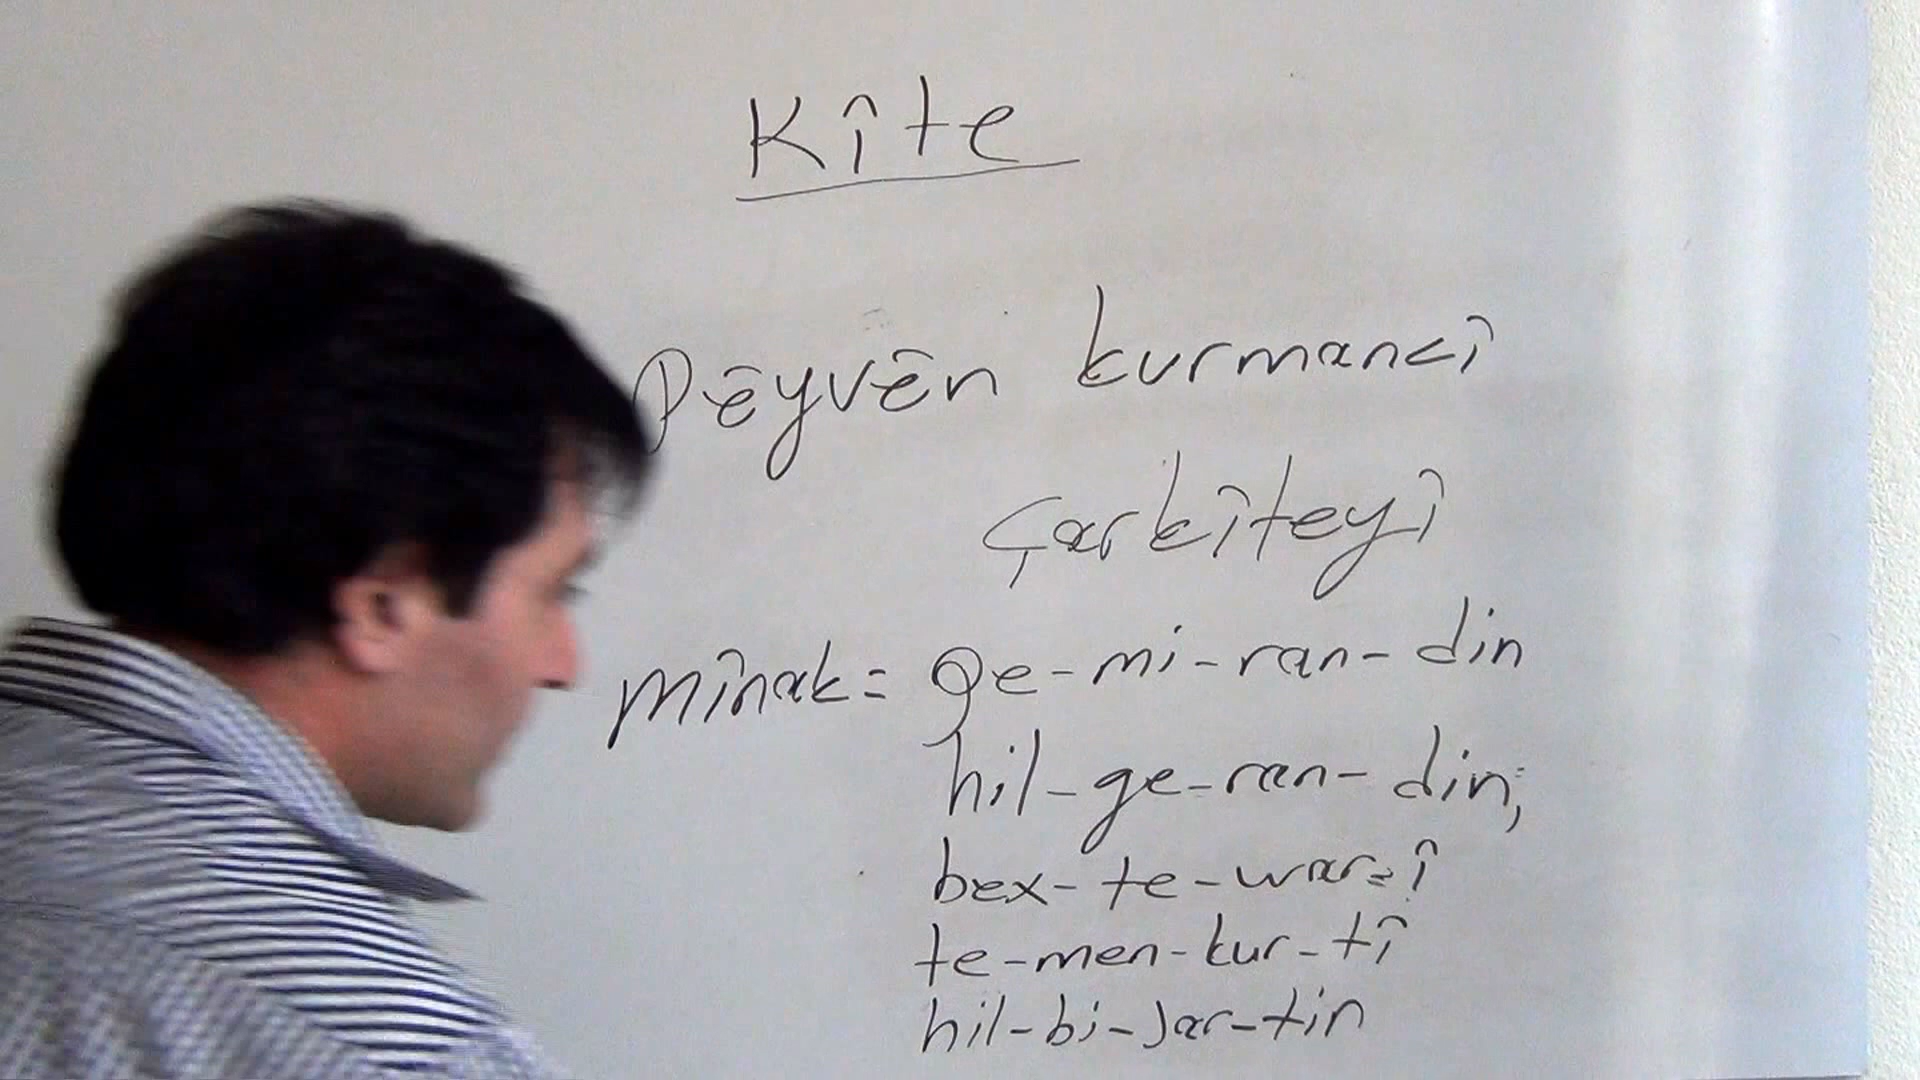 Kîte
Pêyvên kurmancî
Çarkîteyî
mînak = Qe-mi-ran-din
hil-ge-ran-din;
bex-te-war-î
te-men-kur-tî
hil-bi-jar-tin